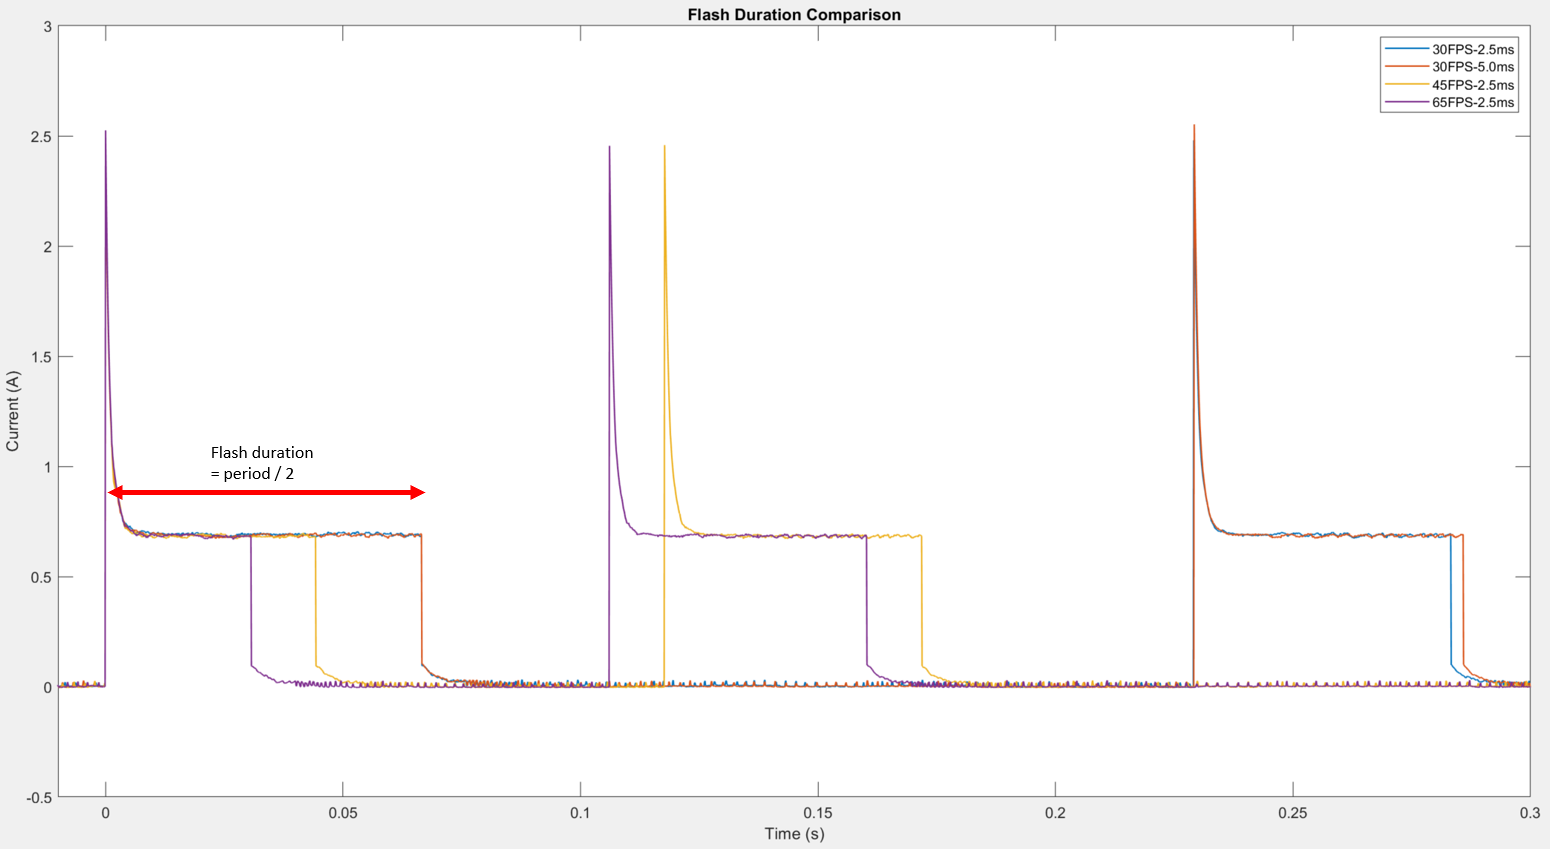 Flash Duration Comparison
3
2.5
2
1.5
1
0.5
0
-0.5
Current (A)
30FPS-2.5ms
30FPS-5.0ms
45FPS-2.5ms
65FPS-2.5ms
Flash duration
= period / 2
0
0.05
0.1
0.15
0.2
0.25
0.3
Time (s)